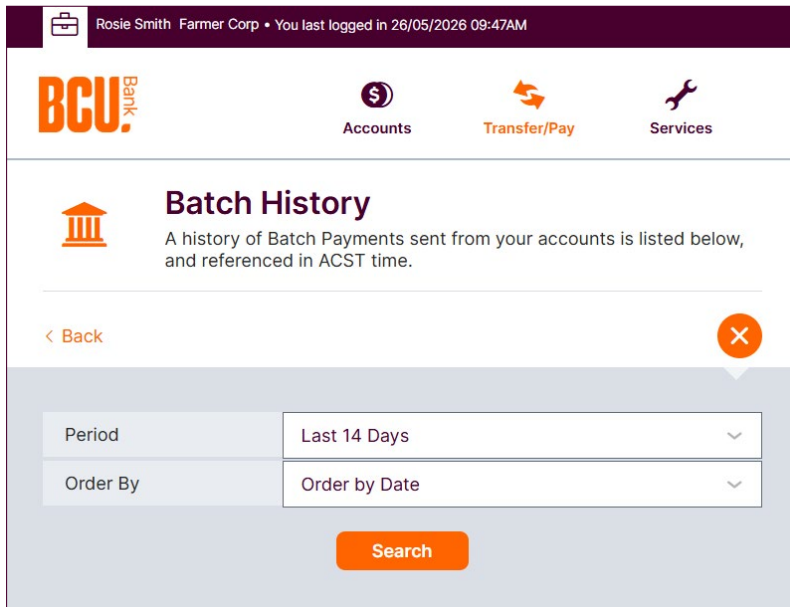 Rosie Smith Farmer Corp • You last logged in 26/05/2026 09:47AM
BCU Bank
Accounts
Transfer/Pay
Services
Batch History
A history of Batch Payments sent from your accounts is listed below,
and referenced in ACST time.
< Back
Period
Last 14 Days
Order By
Order by Date
Search